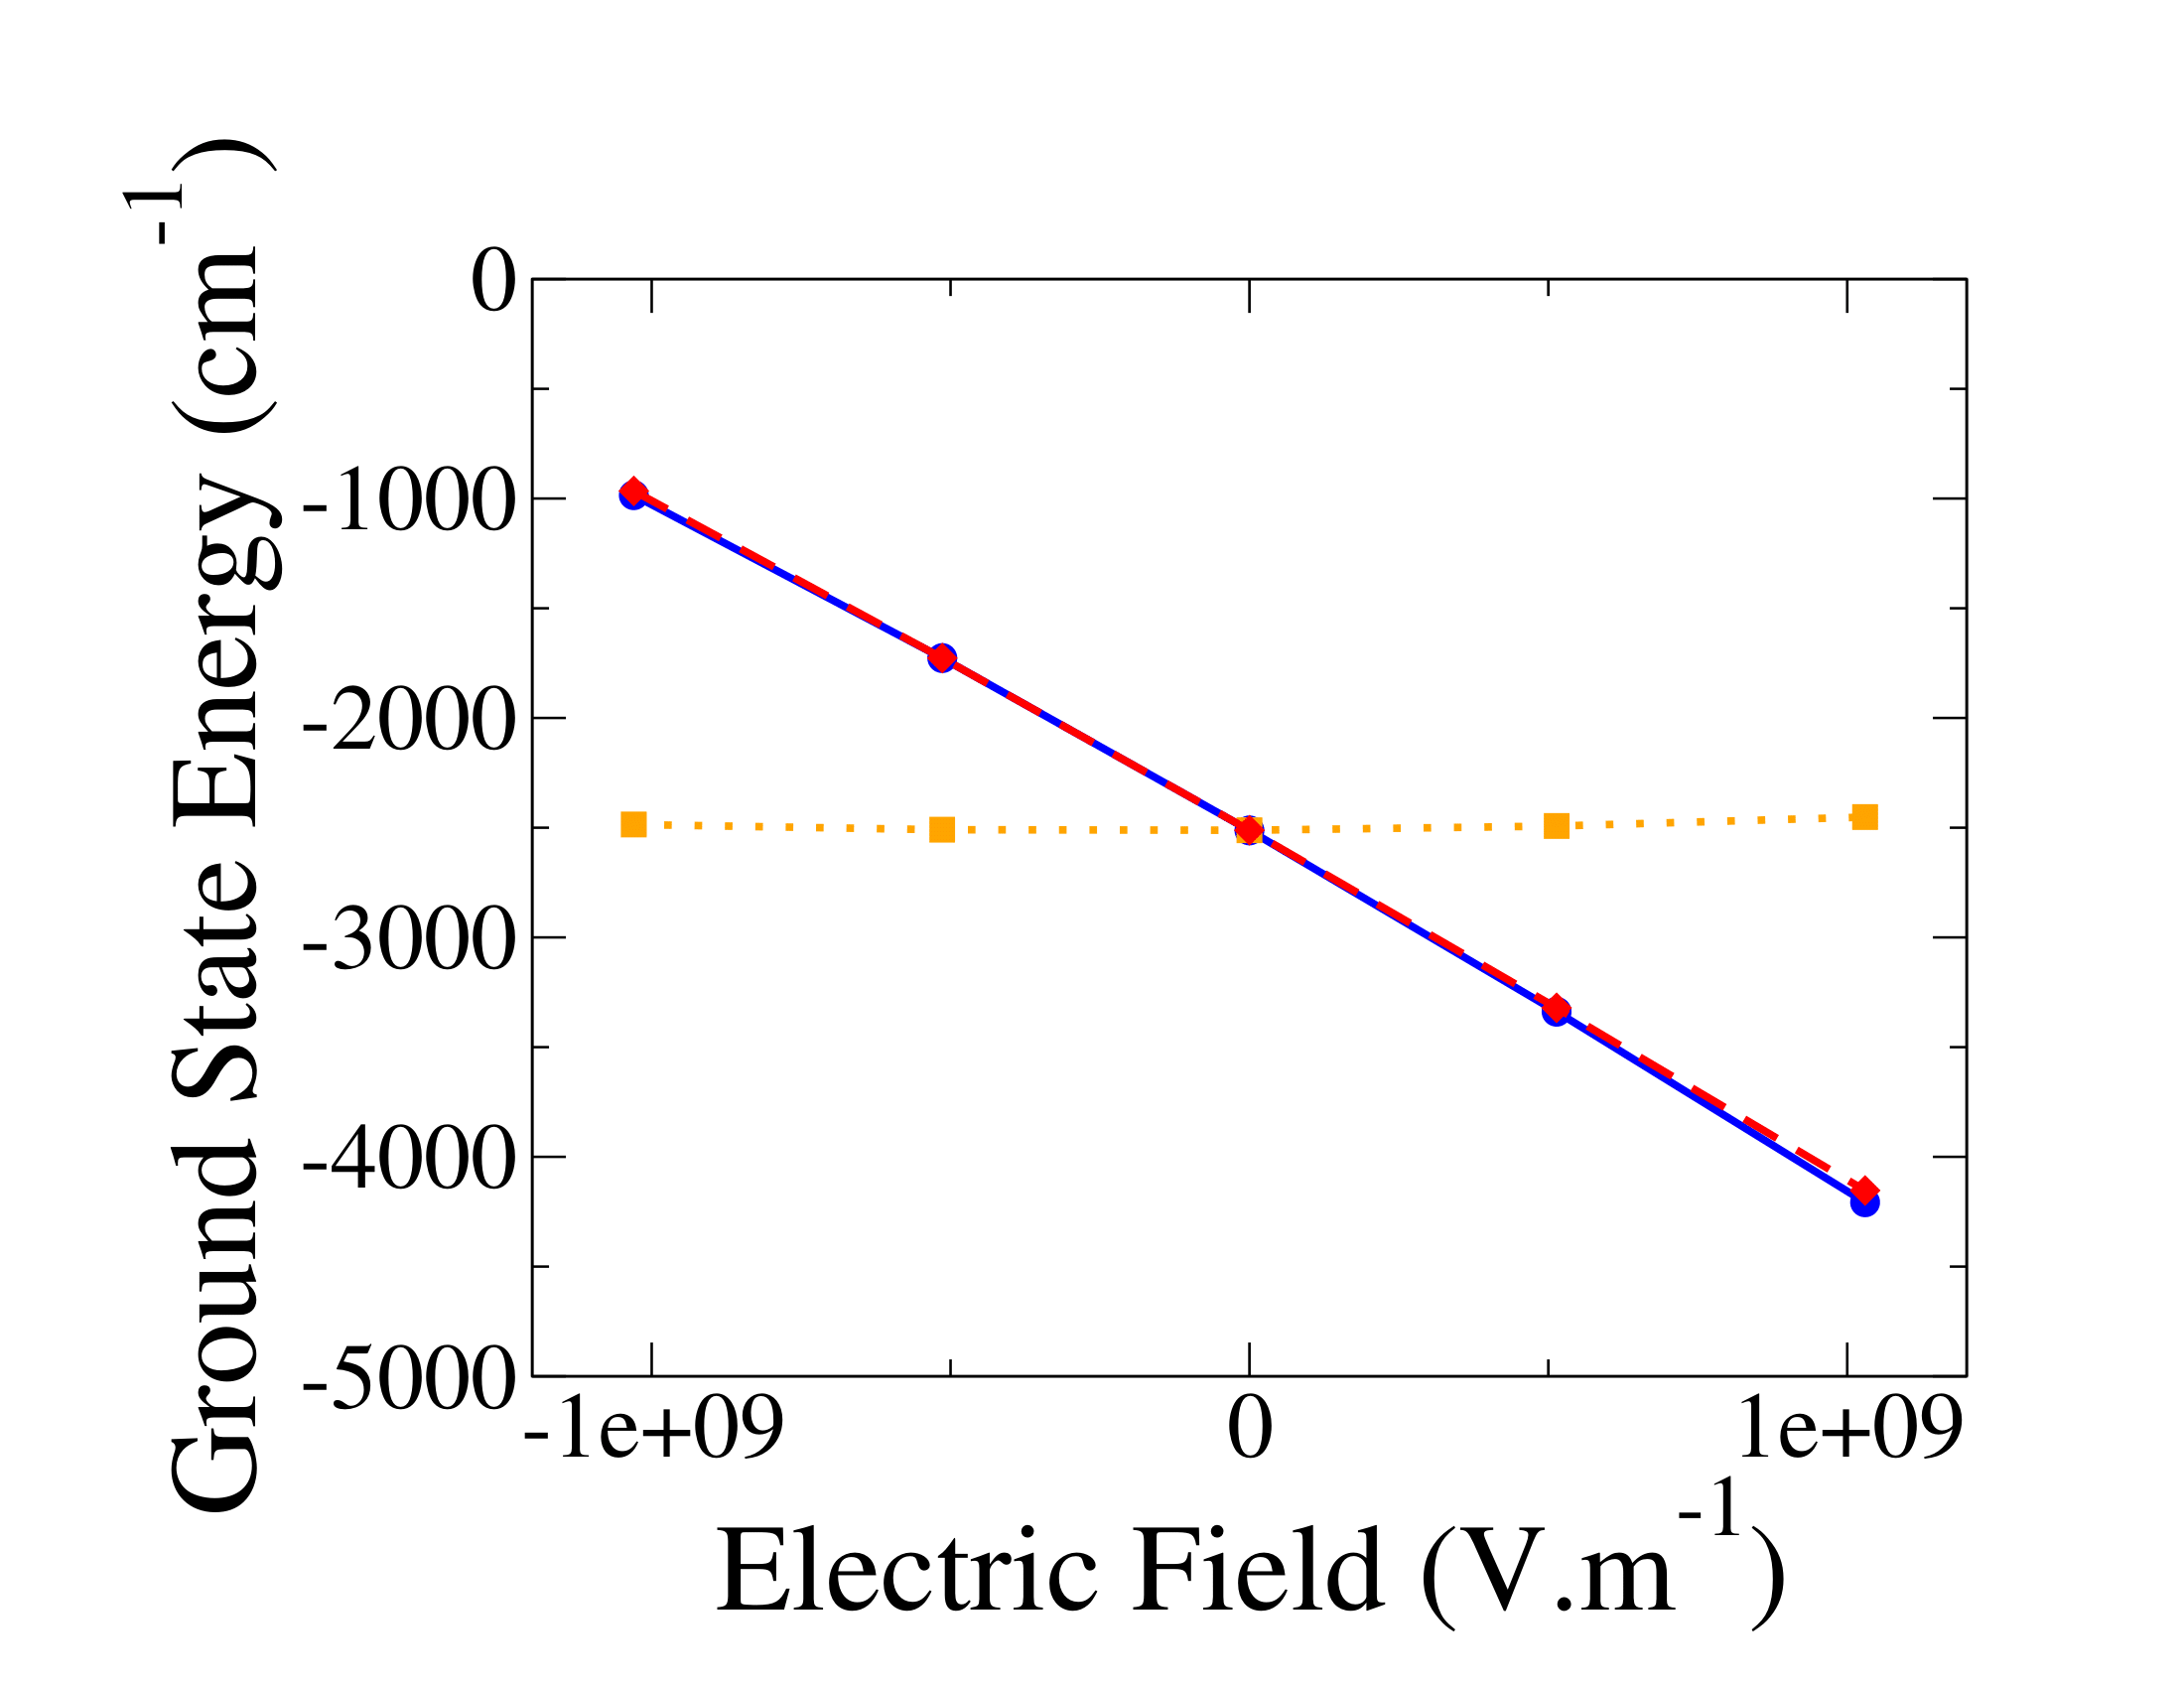 Ground State Energy (cm-1)
0
-1000
-2000
-3000
-4000
-5000
-1e+09 0 1e+09
Electric Field (V.m-1)